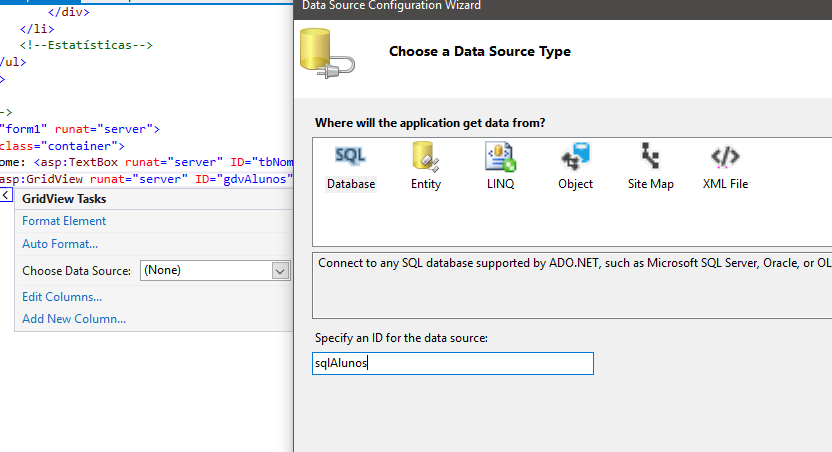 </div>
</li>
<!--Estatísticas-->
/ul>
>
->
"form1" runat="server">
class="container">
ome: <asp:TextBox runat="server" ID="tbNom
asp:GridView runat="server" ID="gdvAlunos"
<
GridView Tasks
Format Element
Auto Format...
Choose Data Source: (None)
Edit Columns...
Add New Column...
Data Source Configuration Wizard
Choose a Data Source Type
Where will the application get data from?
SQL
Database Entity LINQ Object Site Map XML File
Connect to any SQL database supported by ADO.NET, such as Microsoft SQL Server, Oracle, or OL
Specify an ID for the data source:
sqlAlunos